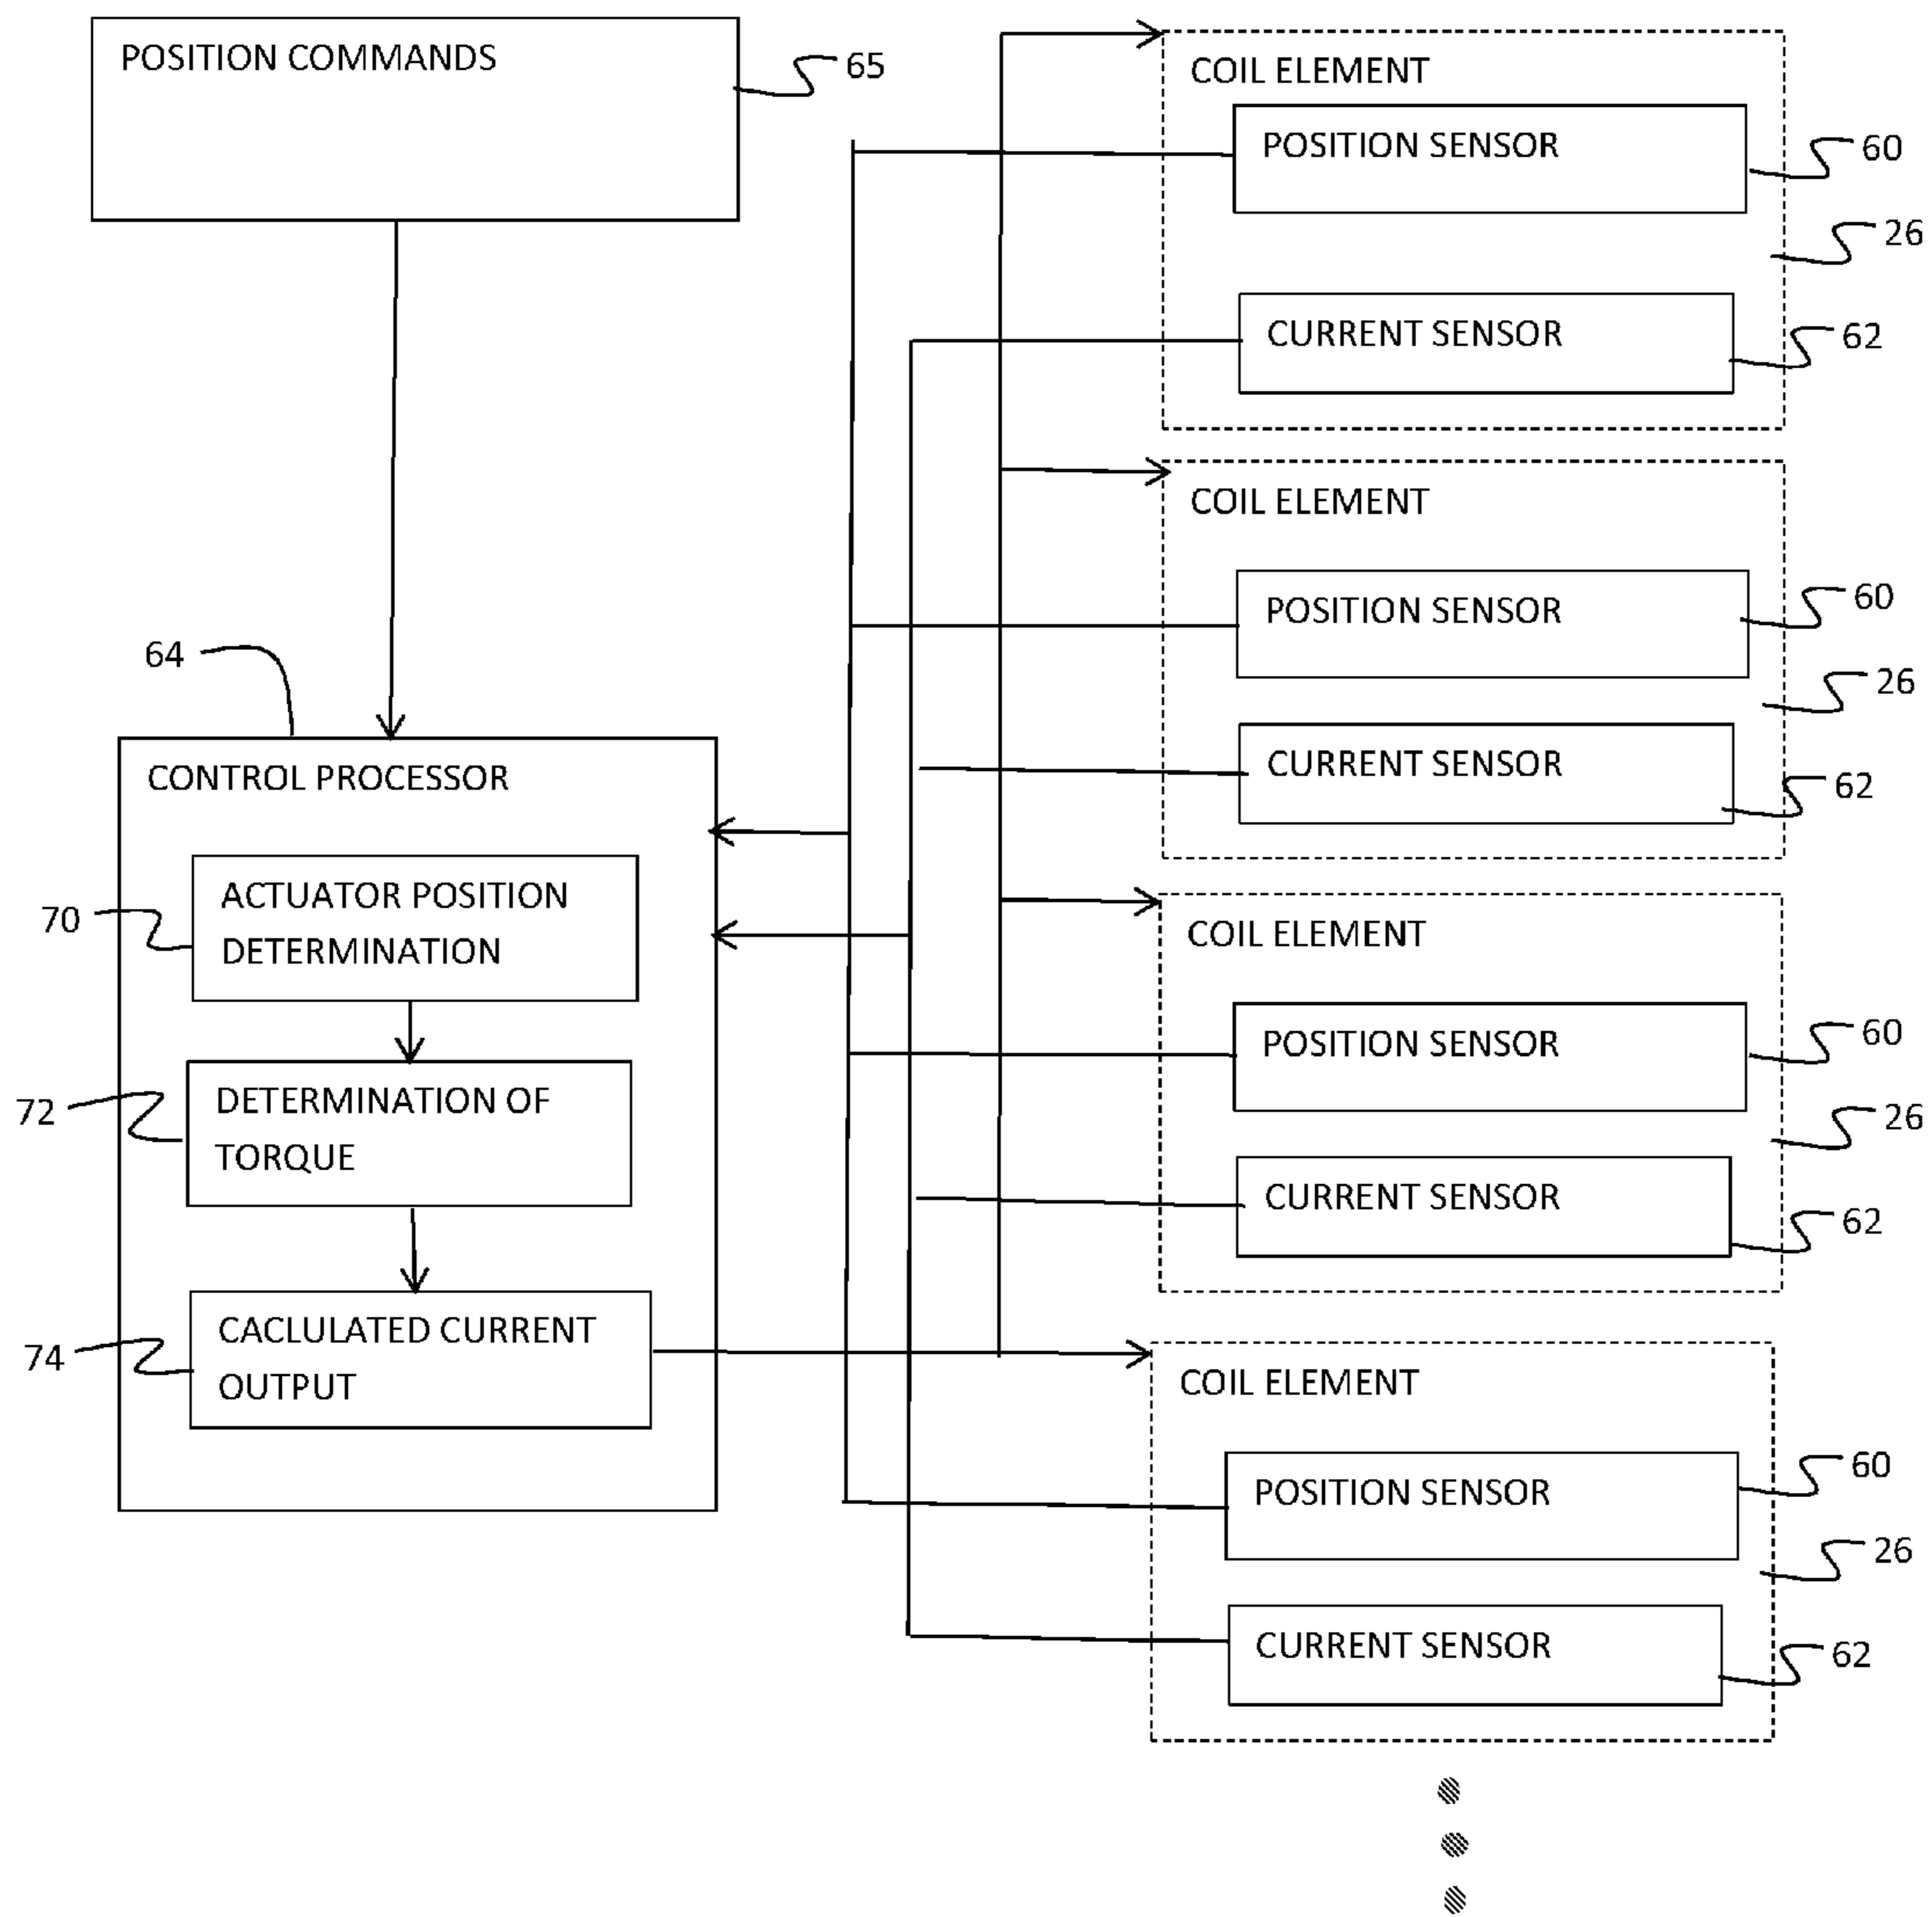 POSITION COMMANDS
65
64
CONTROL PROCESSOR
70
ACTUATOR POSITION
DETERMINATION
72
DETERMINATION OF
TORQUE
74
CACLULATED CURRENT
OUTPUT
COIL ELEMENT
POSITION SENSOR
60
26
CURRENT SENSOR
62
COIL ELEMENT
POSITION SENSOR
60
26
CURRENT SENSOR
62
COIL ELEMENT
POSITION SENSOR
60
26
CURRENT SENSOR
62
COIL ELEMENT
POSITION SENSOR
60
26
CURRENT SENSOR
62